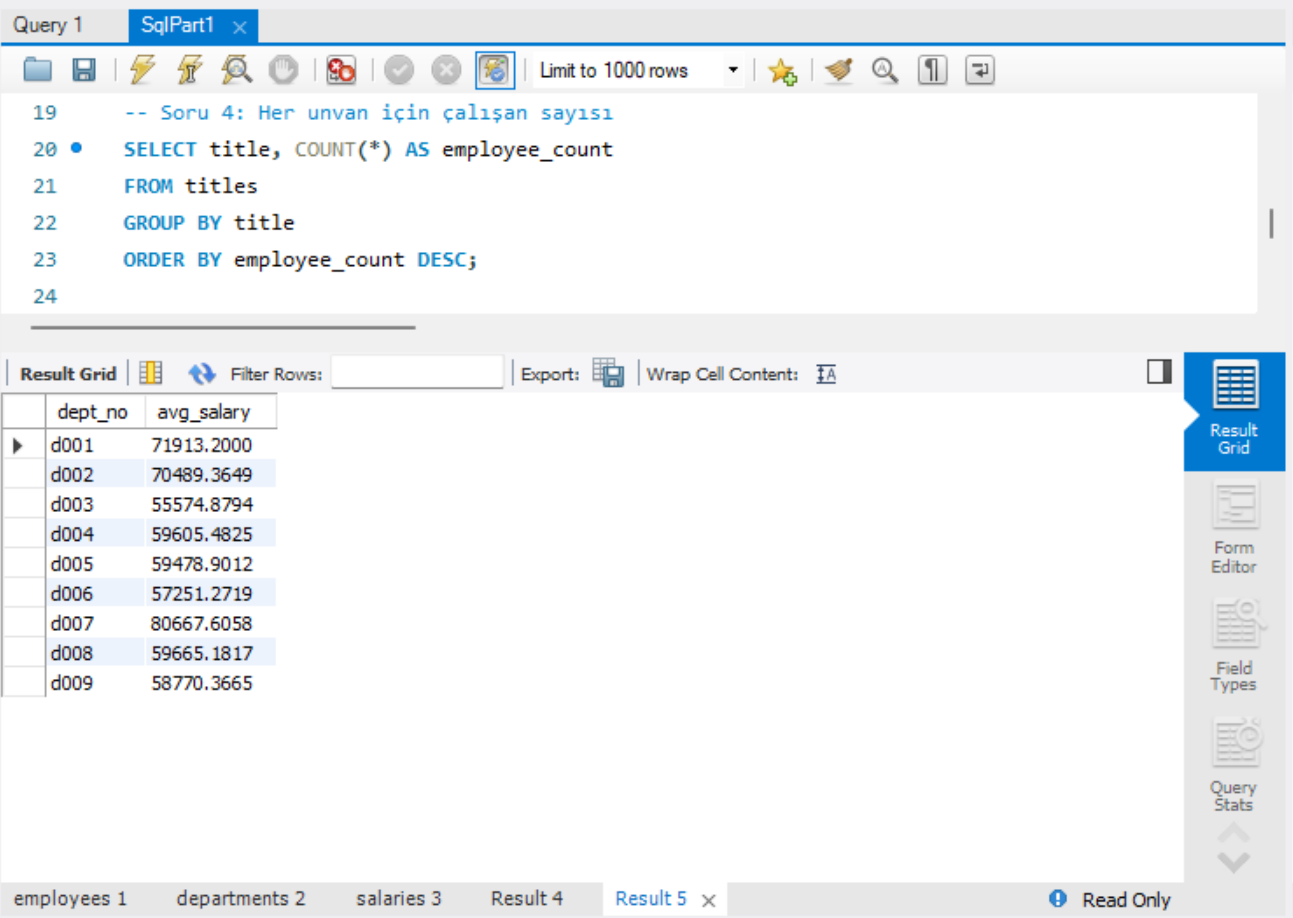 Query 1 SqlPart1
Limit to 1000 rows
19 -- Soru 4: Her unvan için çalışan sayısı
20 SELECT title, COUNT(*) AS employee_count
21 FROM titles
22 GROUP BY title
23 ORDER BY employee_count DESC;
24
Result Grid Filter Rows: Export: Wrap Cell Content:
dept_no avg_salary
d001 71913.2000
d002 70489.3649
d003 55574.8794
d004 59605.4825
d005 59478.9012
d006 57251.2719
d007 80667.6058
d008 59665.1817
d009 58770.3665
Result
Grid
Form
Editor
Field
Types
Query
Stats
employees 1 departments 2 salaries 3 Result 4 Result 5 Read Only